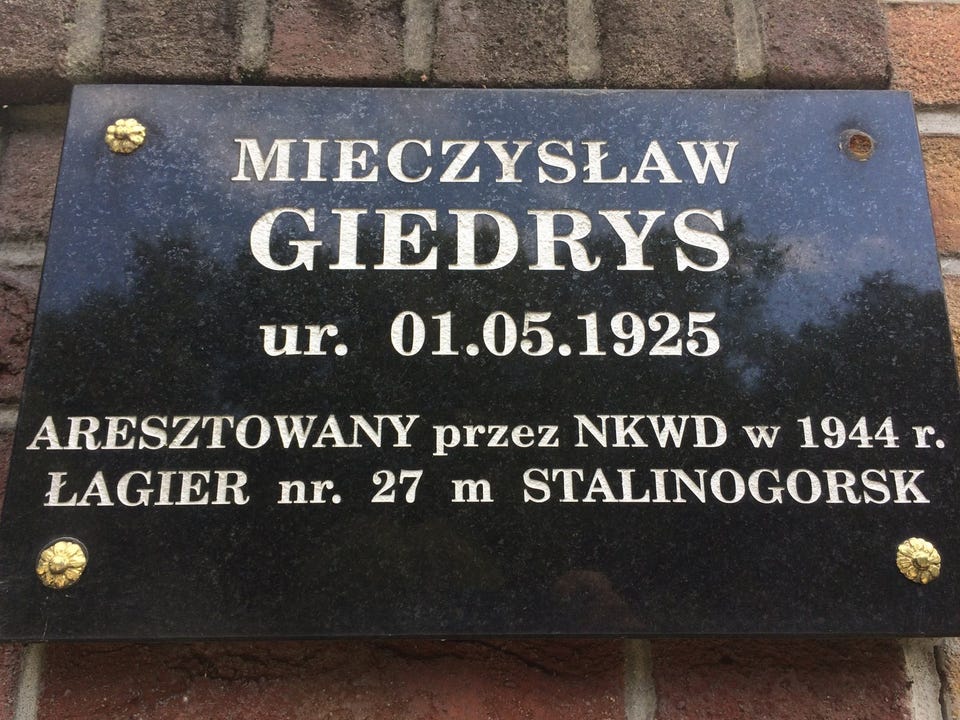 MIECZYSŁAW
GIEDRYS
ur. 01.05.1925
ARESZTOWANY przez NKWD w 1944 r.
ŁAGIER nr. 27 m STALINOGORSK